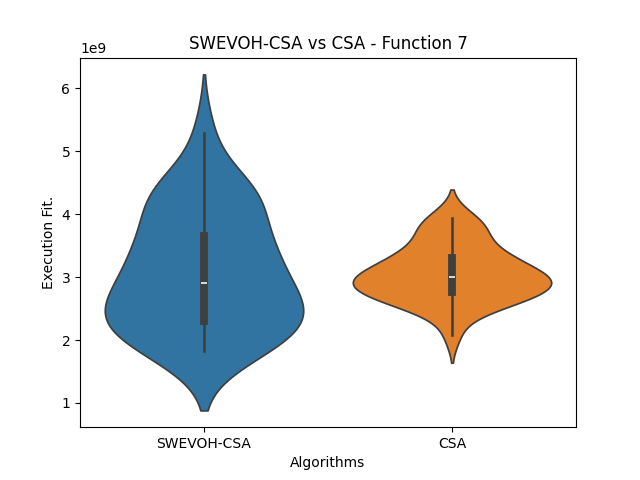 SWEVOH-CSA vs CSA - Function 7
1e9
6
5
4
3
2
1
Execution Fit.
SWEVOH-CSA
CSA
Algorithms